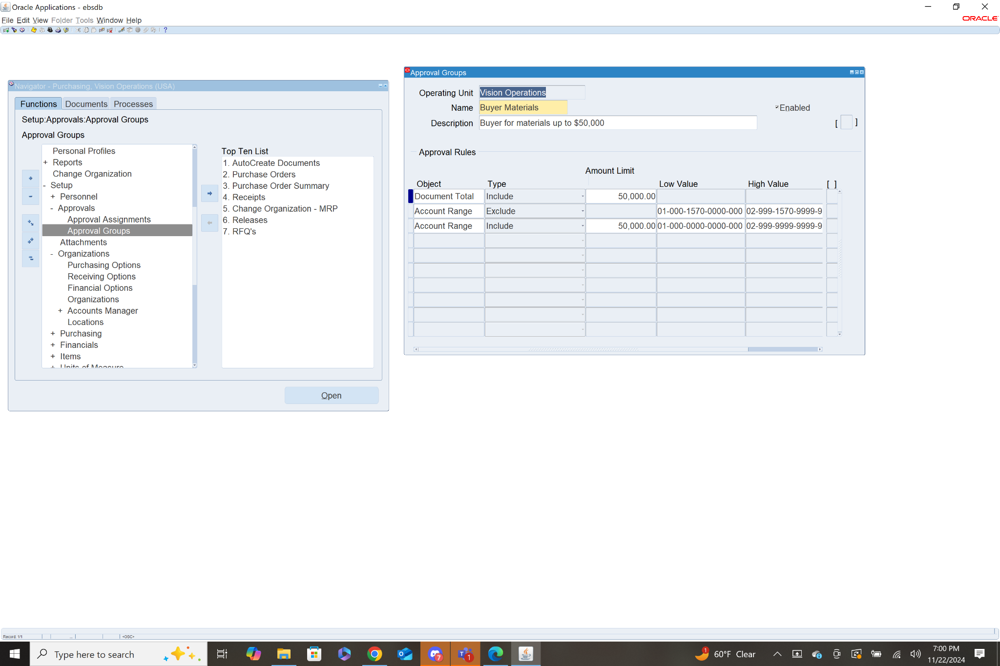 Oracle Applications - ebsdb
File Edit View Folder Tools Window Help
ORACLE
Navigator - Purchasing, Vision Operations (USA)
Functions Documents Processes
Setup:Approvals:Approval Groups
Approval Groups
Personal Profiles
+ Reports
Change Organization
- Setup
+ Personnel
- Approvals
Approval Assignments
Approval Groups
Attachments
- Organizations
Purchasing Options
Receiving Options
Financial Options
Organizations
+ Accounts Manager
Locations
+ Purchasing
+ Financials
+ Items
+ Units of Measure
Top Ten List
1. AutoCreate Documents
2. Purchase Orders
3. Purchase Order Summary
4. Receipts
5. Change Organization - MRP
6. Releases
7. RFQ's
Open
Approval Groups
Operating Unit Vision Operations
Name Buyer Materials
Enabled
Description Buyer for materials up to $50,000
[ ]
Approval Rules
Amount Limit
Object Type Low Value High Value [ ]
Document Total Include 50,000.00
Account Range Exclude 01-000-1570-0000-000 02-999-1570-9999-9
Account Range Include 50,000.00 01-000-0000-0000-000 02-999-9999-9999-9
Record: 1/1 ... <OSC>
Type here to search
7
1
1
60°F Clear
7:00 PM
11/22/2024